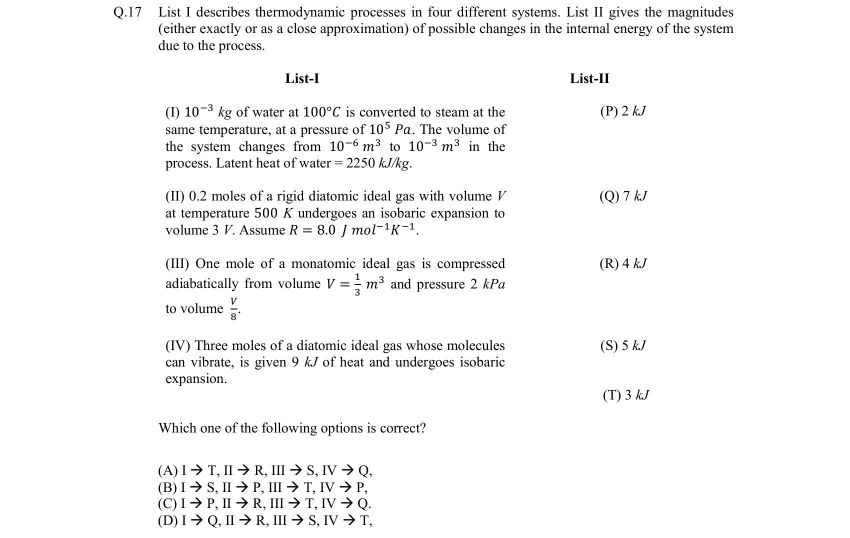 Q.17 List I describes thermodynamic processes in four different systems. List II gives the magnitudes
(either exactly or as a close approximation) of possible changes in the internal energy of the system
due to the process.
List-I List-II
(I) 10⁻³ kg of water at 100°C is converted to steam at the (P) 2 kJ
same temperature, at a pressure of 10⁵ Pa. The volume of
the system changes from 10⁻⁶ m³ to 10⁻³ m³ in the
process. Latent heat of water = 2250 kJ/kg.
(II) 0.2 moles of a rigid diatomic ideal gas with volume V (Q) 7 kJ
at temperature 500 K undergoes an isobaric expansion to
volume 3 V. Assume R = 8.0 J mol⁻¹K⁻¹.
(III) One mole of a monatomic ideal gas is compressed (R) 4 kJ
adiabatically from volume V = 1/3 m³ and pressure 2 kPa
to volume V/8.
(IV) Three moles of a diatomic ideal gas whose molecules (S) 5 kJ
can vibrate, is given 9 kJ of heat and undergoes isobaric
expansion.
(T) 3 kJ
Which one of the following options is correct?
(A) I → T, II → R, III → S, IV → Q,
(B) I → S, II → P, III → T, IV → P,
(C) I → P, II → R, III → T, IV → Q.
(D) I → Q, II → R, III → S, IV → T,